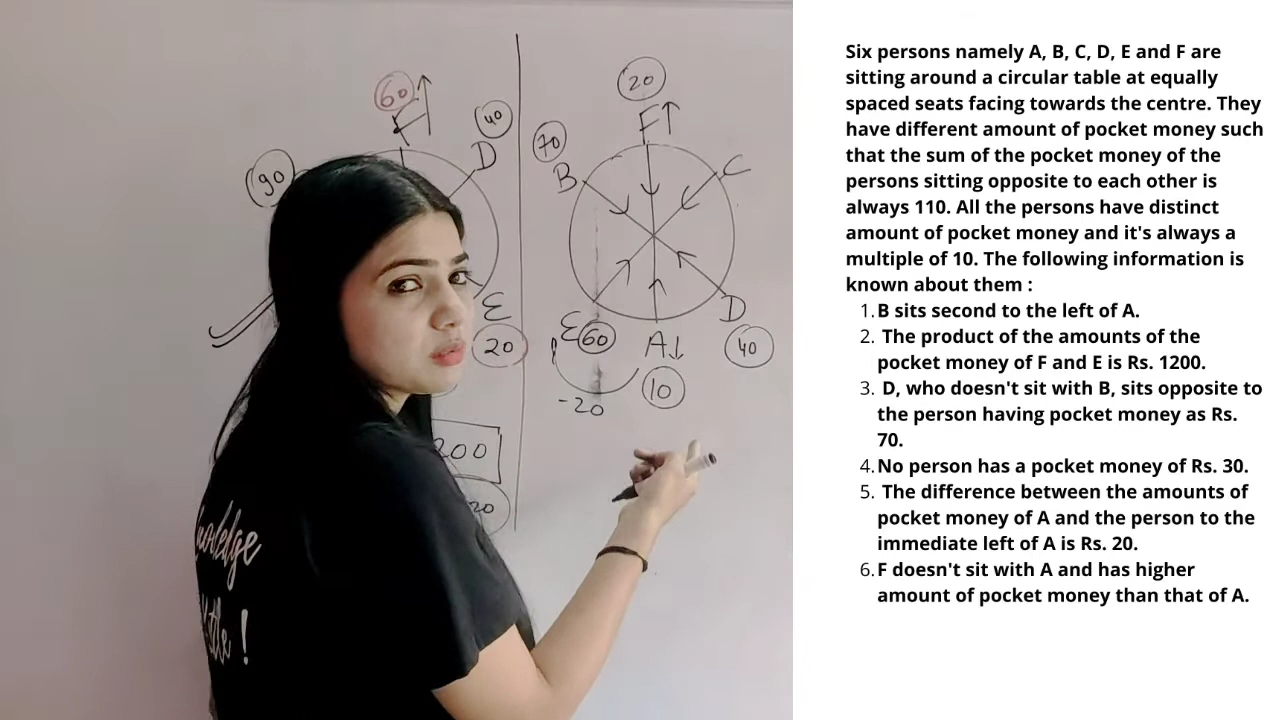 60
F↑
40
D
90
E
20
200
20
20
F↑
70
B
C
E
60
A↓
D
40
10
-20
Six persons namely A, B, C, D, E and F are
sitting around a circular table at equally
spaced seats facing towards the centre. They
have different amount of pocket money such
that the sum of the pocket money of the
persons sitting opposite to each other is
always 110. All the persons have distinct
amount of pocket money and it's always a
multiple of 10. The following information is
known about them :
1. B sits second to the left of A.
2. The product of the amounts of the
pocket money of F and E is Rs. 1200.
3. D, who doesn't sit with B, sits opposite to
the person having pocket money as Rs.
70.
4. No person has a pocket money of Rs. 30.
5. The difference between the amounts of
pocket money of A and the person to the
immediate left of A is Rs. 20.
6. F doesn't sit with A and has higher
amount of pocket money than that of A.